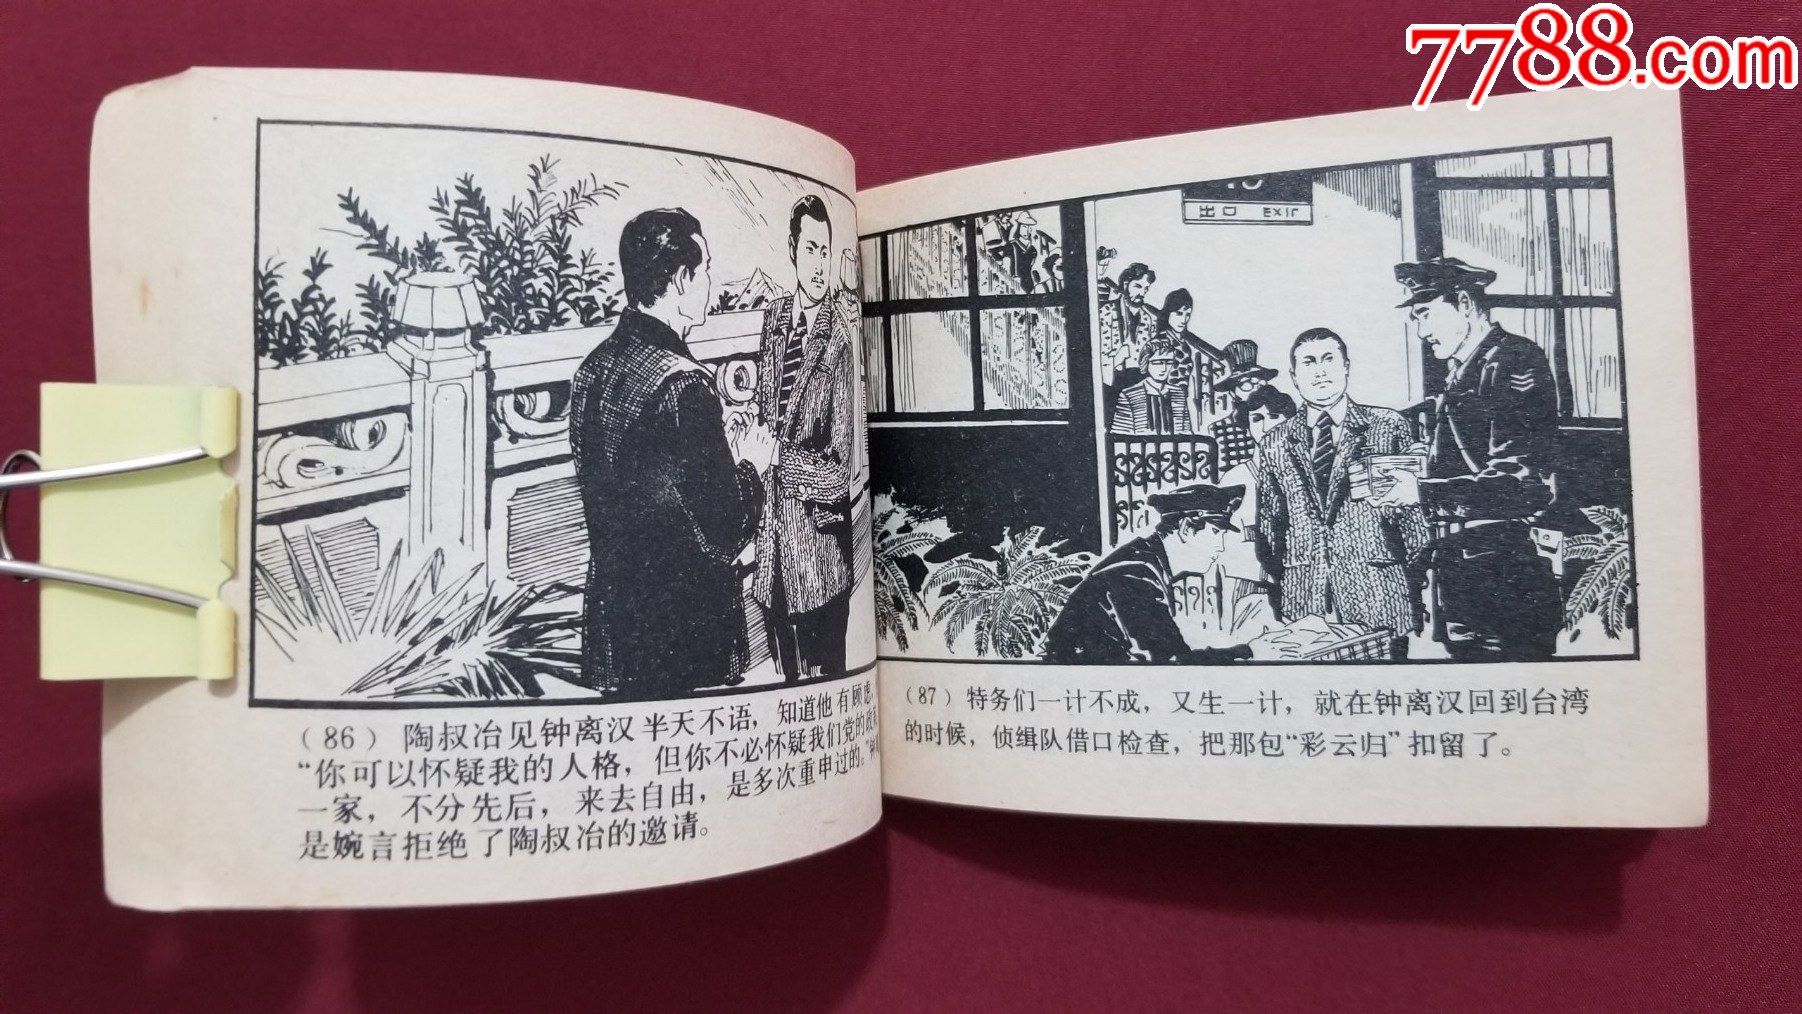 7788.com
出口 EXIT
(86) 陶叔冶见钟离汉半天不语，知道他有顾虑
“你可以怀疑我的人格，但你不必怀疑我们党的政
一家，不分先后，来去自由，是多次重申过的。”钟
是婉言拒绝了陶叔冶的邀请。
(87) 特务们一计不成，又生一计，就在钟离汉回到台湾
的时候，侦缉队借口检查，把那包“彩云归”扣留了。